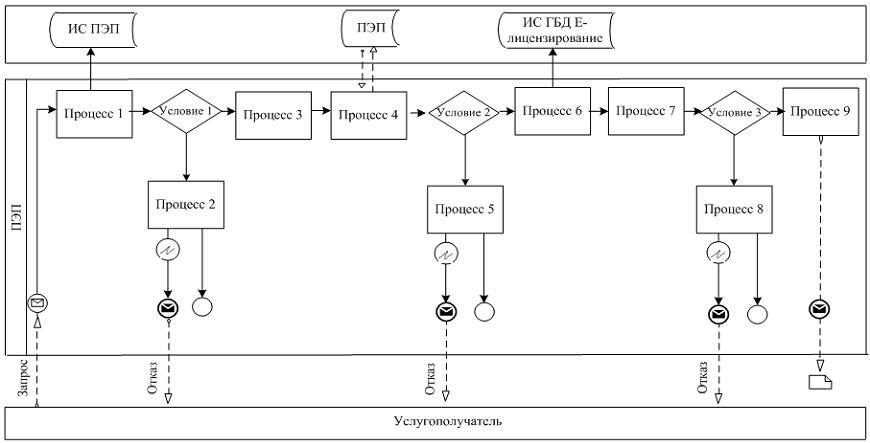 ИС ПЭП
ПЭП
ИС ГБД Е-
лицензирование
ПЭП
Процесс 1
Условие 1
Процесс 3
Процесс 4
Условие 2
Процесс 6
Процесс 7
Условие 3
Процесс 9
Процесс 2
Процесс 5
Процесс 8
Запрос
Отказ
Отказ
Отказ
Услугополучатель